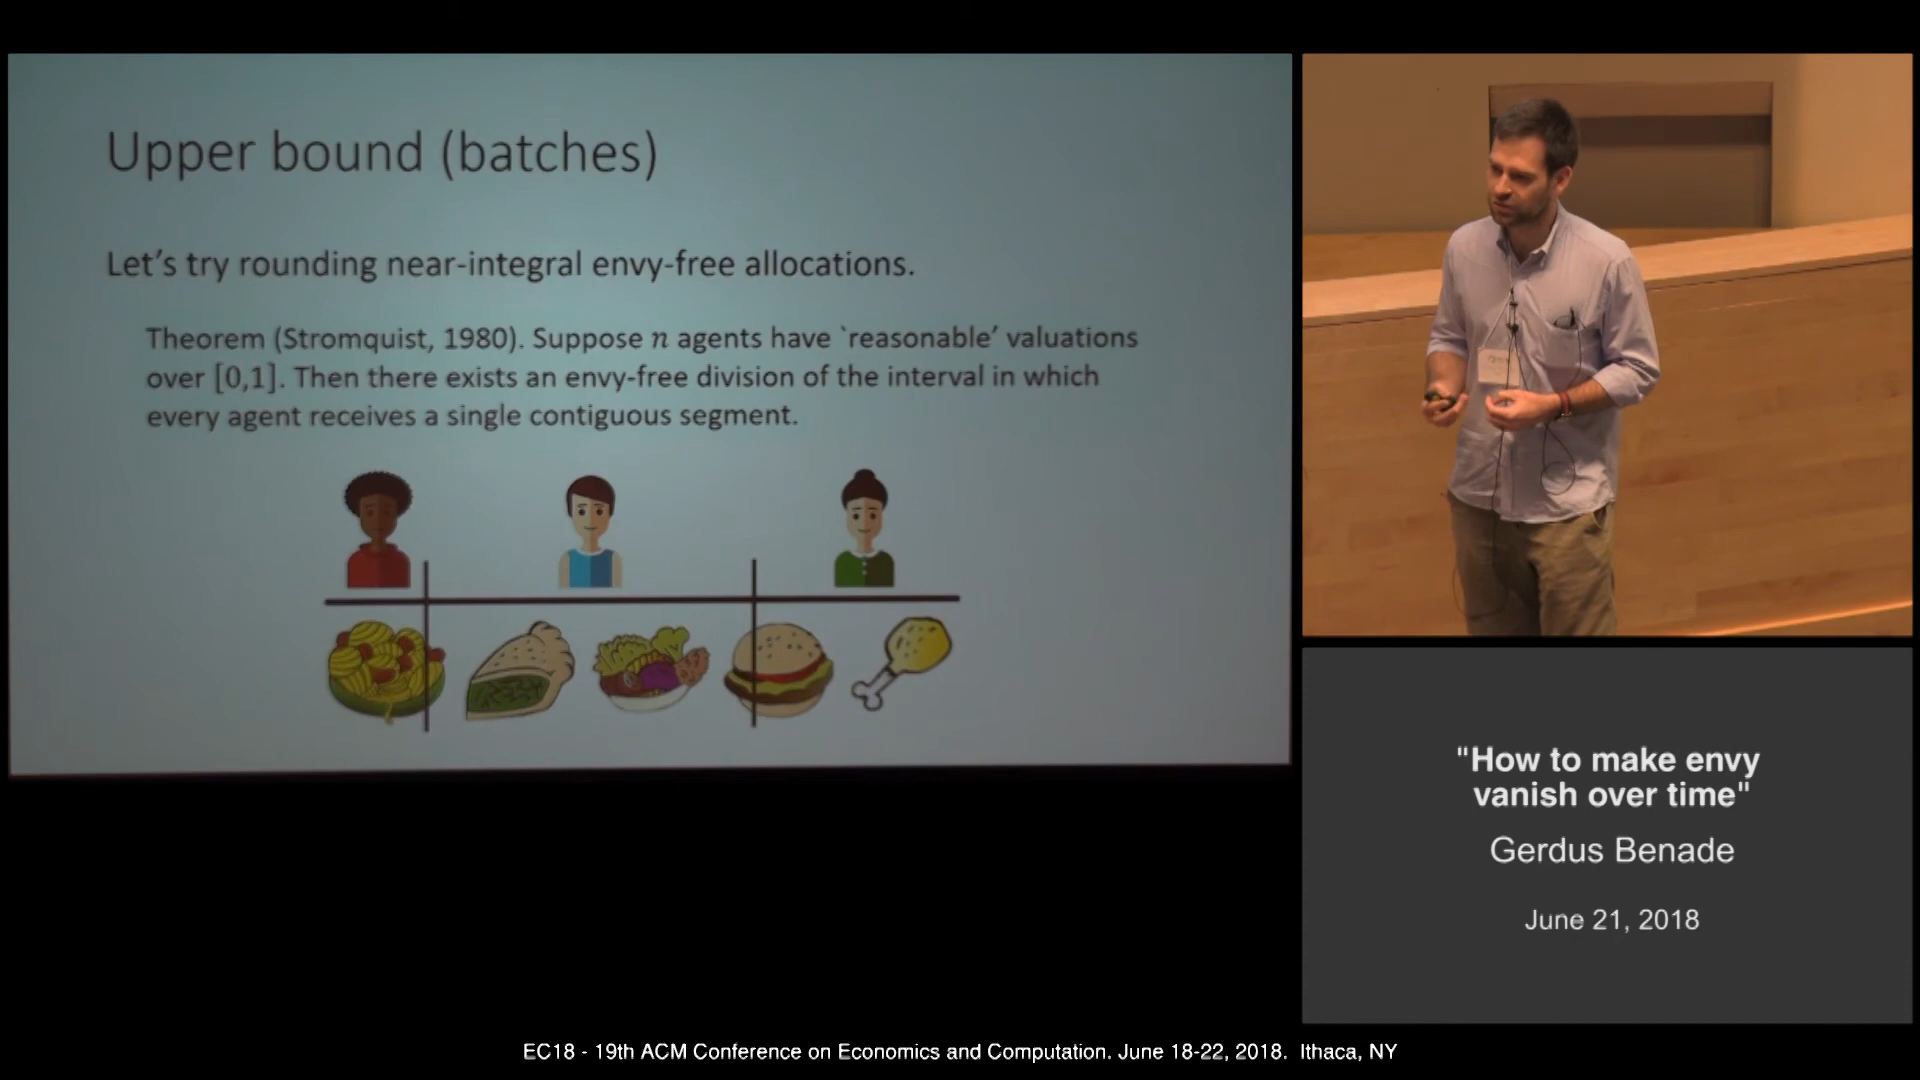 Upper bound (batches)
Let's try rounding near-integral envy-free allocations.
Theorem (Stromquist, 1980). Suppose n agents have `reasonable' valuations
over [0,1]. Then there exists an envy-free division of the interval in which
every agent receives a single contiguous segment.
"How to make envy
vanish over time"
Gerdus Benade
June 21, 2018
EC18 - 19th ACM Conference on Economics and Computation. June 18-22, 2018. Ithaca, NY